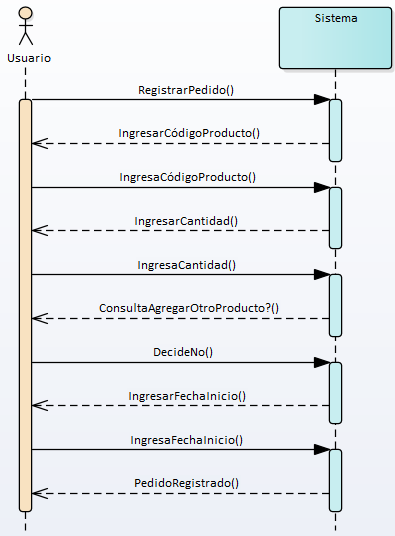 Sistema
Usuario
RegistrarPedido()
IngresarCódigoProducto()
IngresaCódigoProducto()
IngresarCantidad()
IngresaCantidad()
ConsultaAgregarOtroProducto?()
DecideNo()
IngresarFechaInicio()
IngresaFechaInicio()
PedidoRegistrado()